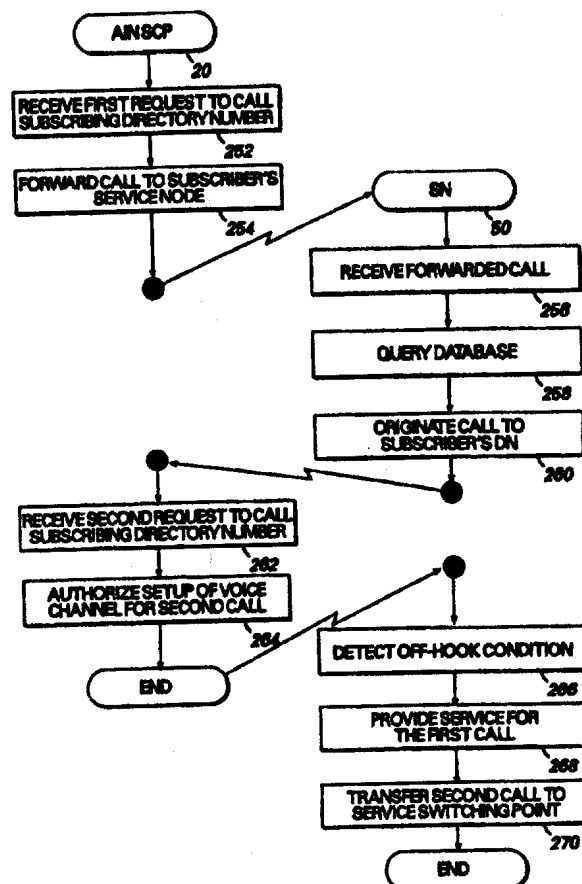 AIN SCP
20
RECEIVE FIRST REQUEST TO CALL
SUBSCRIBING DIRECTORY NUMBER
252
FORWARD CALL TO SUBSCRIBER'S
SERVICE NODE
254
SN
50
RECEIVE FORWARDED CALL
256
QUERY DATABASE
258
ORIGINATE CALL TO
SUBSCRIBER'S DN
260
RECEIVE SECOND REQUEST TO CALL
SUBSCRIBING DIRECTORY NUMBER
262
AUTHORIZE SETUP OF VOICE
CHANNEL FOR SECOND CALL
264
END
DETECT OFF-HOOK CONDITION
266
PROVIDE SERVICE FOR
THE FIRST CALL
268
TRANSFER SECOND CALL TO
SERVICE SWITCHING POINT
270
END